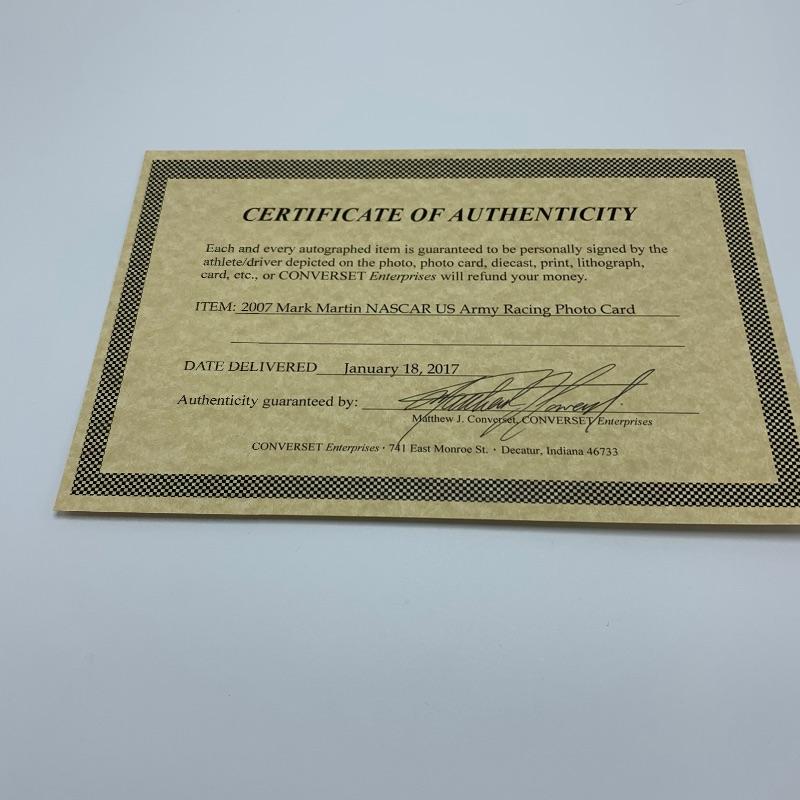 CERTIFICATE OF AUTHENTICITY
Each and every autographed item is guaranteed to be personally signed by the
athlete/driver depicted on the photo, photo card, diecast, print, lithograph,
card, etc., or CONVERSET Enterprises will refund your money.
ITEM: 2007 Mark Martin NASCAR US Army Racing Photo Card
DATE DELIVERED January 18, 2017
Authenticity guaranteed by:
Matthew J. Converset, CONVERSET Enterprises
CONVERSET Enterprises · 741 East Monroe St. · Decatur, Indiana 46733